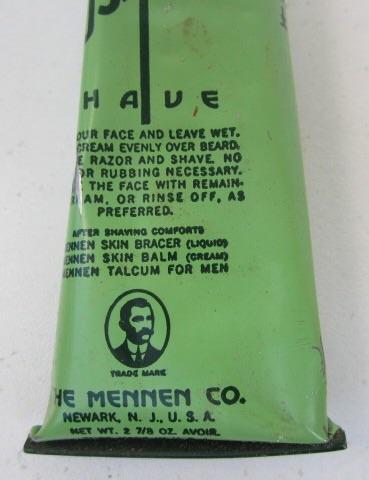 HAVE
OUR FACE AND LEAVE WET.
CREAM EVENLY OVER BEARD.
E RAZOR AND SHAVE. NO
OR RUBBING NECESSARY.
THE FACE WITH REMAIN-
EAM, OR RINSE OFF, AS
PREFERRED.
AFTER SHAVING COMFORTS
MENNEN SKIN BRACER (LIQUID)
MENNEN SKIN BALM (CREAM)
MENNEN TALCUM FOR MEN
TRADE MARK
THE MENNEN CO.
NEWARK, N. J., U. S. A.
NET WT. 2 7/8 OZ. AVOIR.